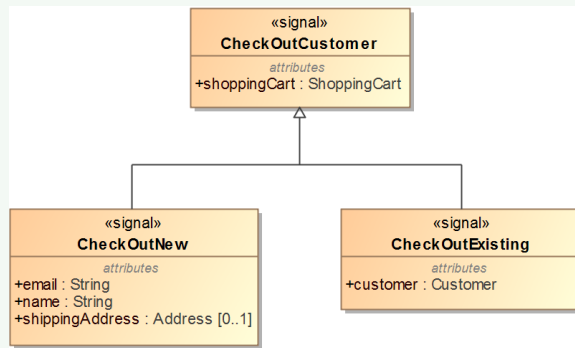 «signal»
CheckOutCustomer
attributes
+shoppingCart : ShoppingCart
«signal»
CheckOutNew
attributes
+email : String
+name : String
+shippingAddress : Address [0..1]
«signal»
CheckOutExisting
attributes
+customer : Customer